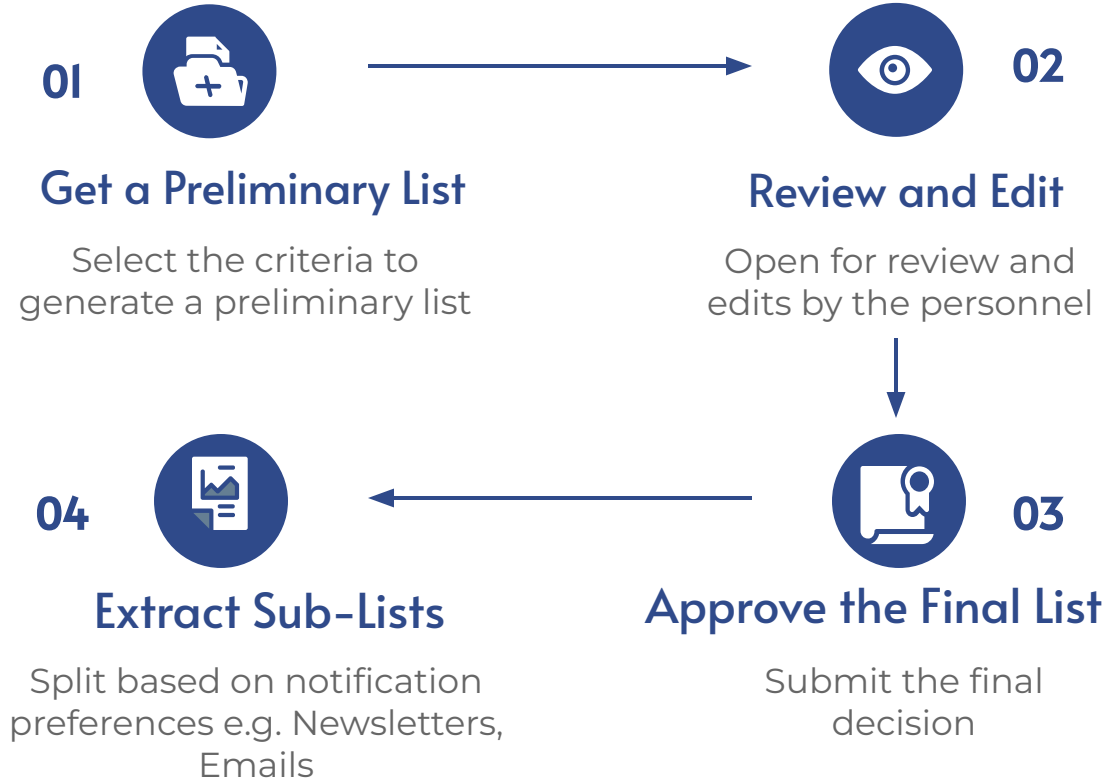 01
Get a Preliminary List
Select the criteria to
generate a preliminary list
02
Review and Edit
Open for review and
edits by the personnel
03
Approve the Final List
Submit the final
decision
04
Extract Sub-Lists
Split based on notification
preferences e.g. Newsletters,
Emails